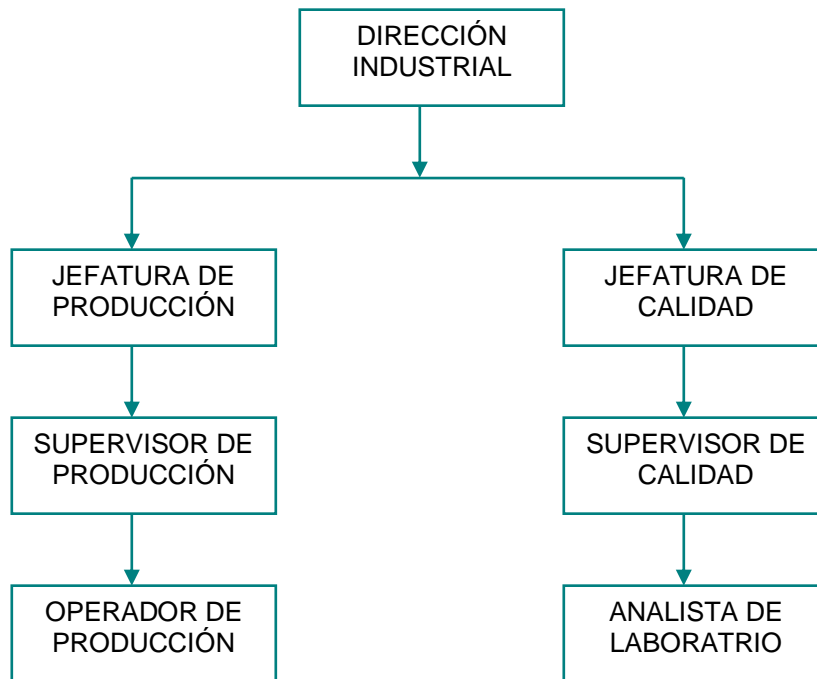 DIRECCIÓN
INDUSTRIAL
JEFATURA DE
PRODUCCIÓN
JEFATURA DE
CALIDAD
SUPERVISOR DE
PRODUCCIÓN
SUPERVISOR DE
CALIDAD
OPERADOR DE
PRODUCCIÓN
ANALISTA DE
LABORATRIO